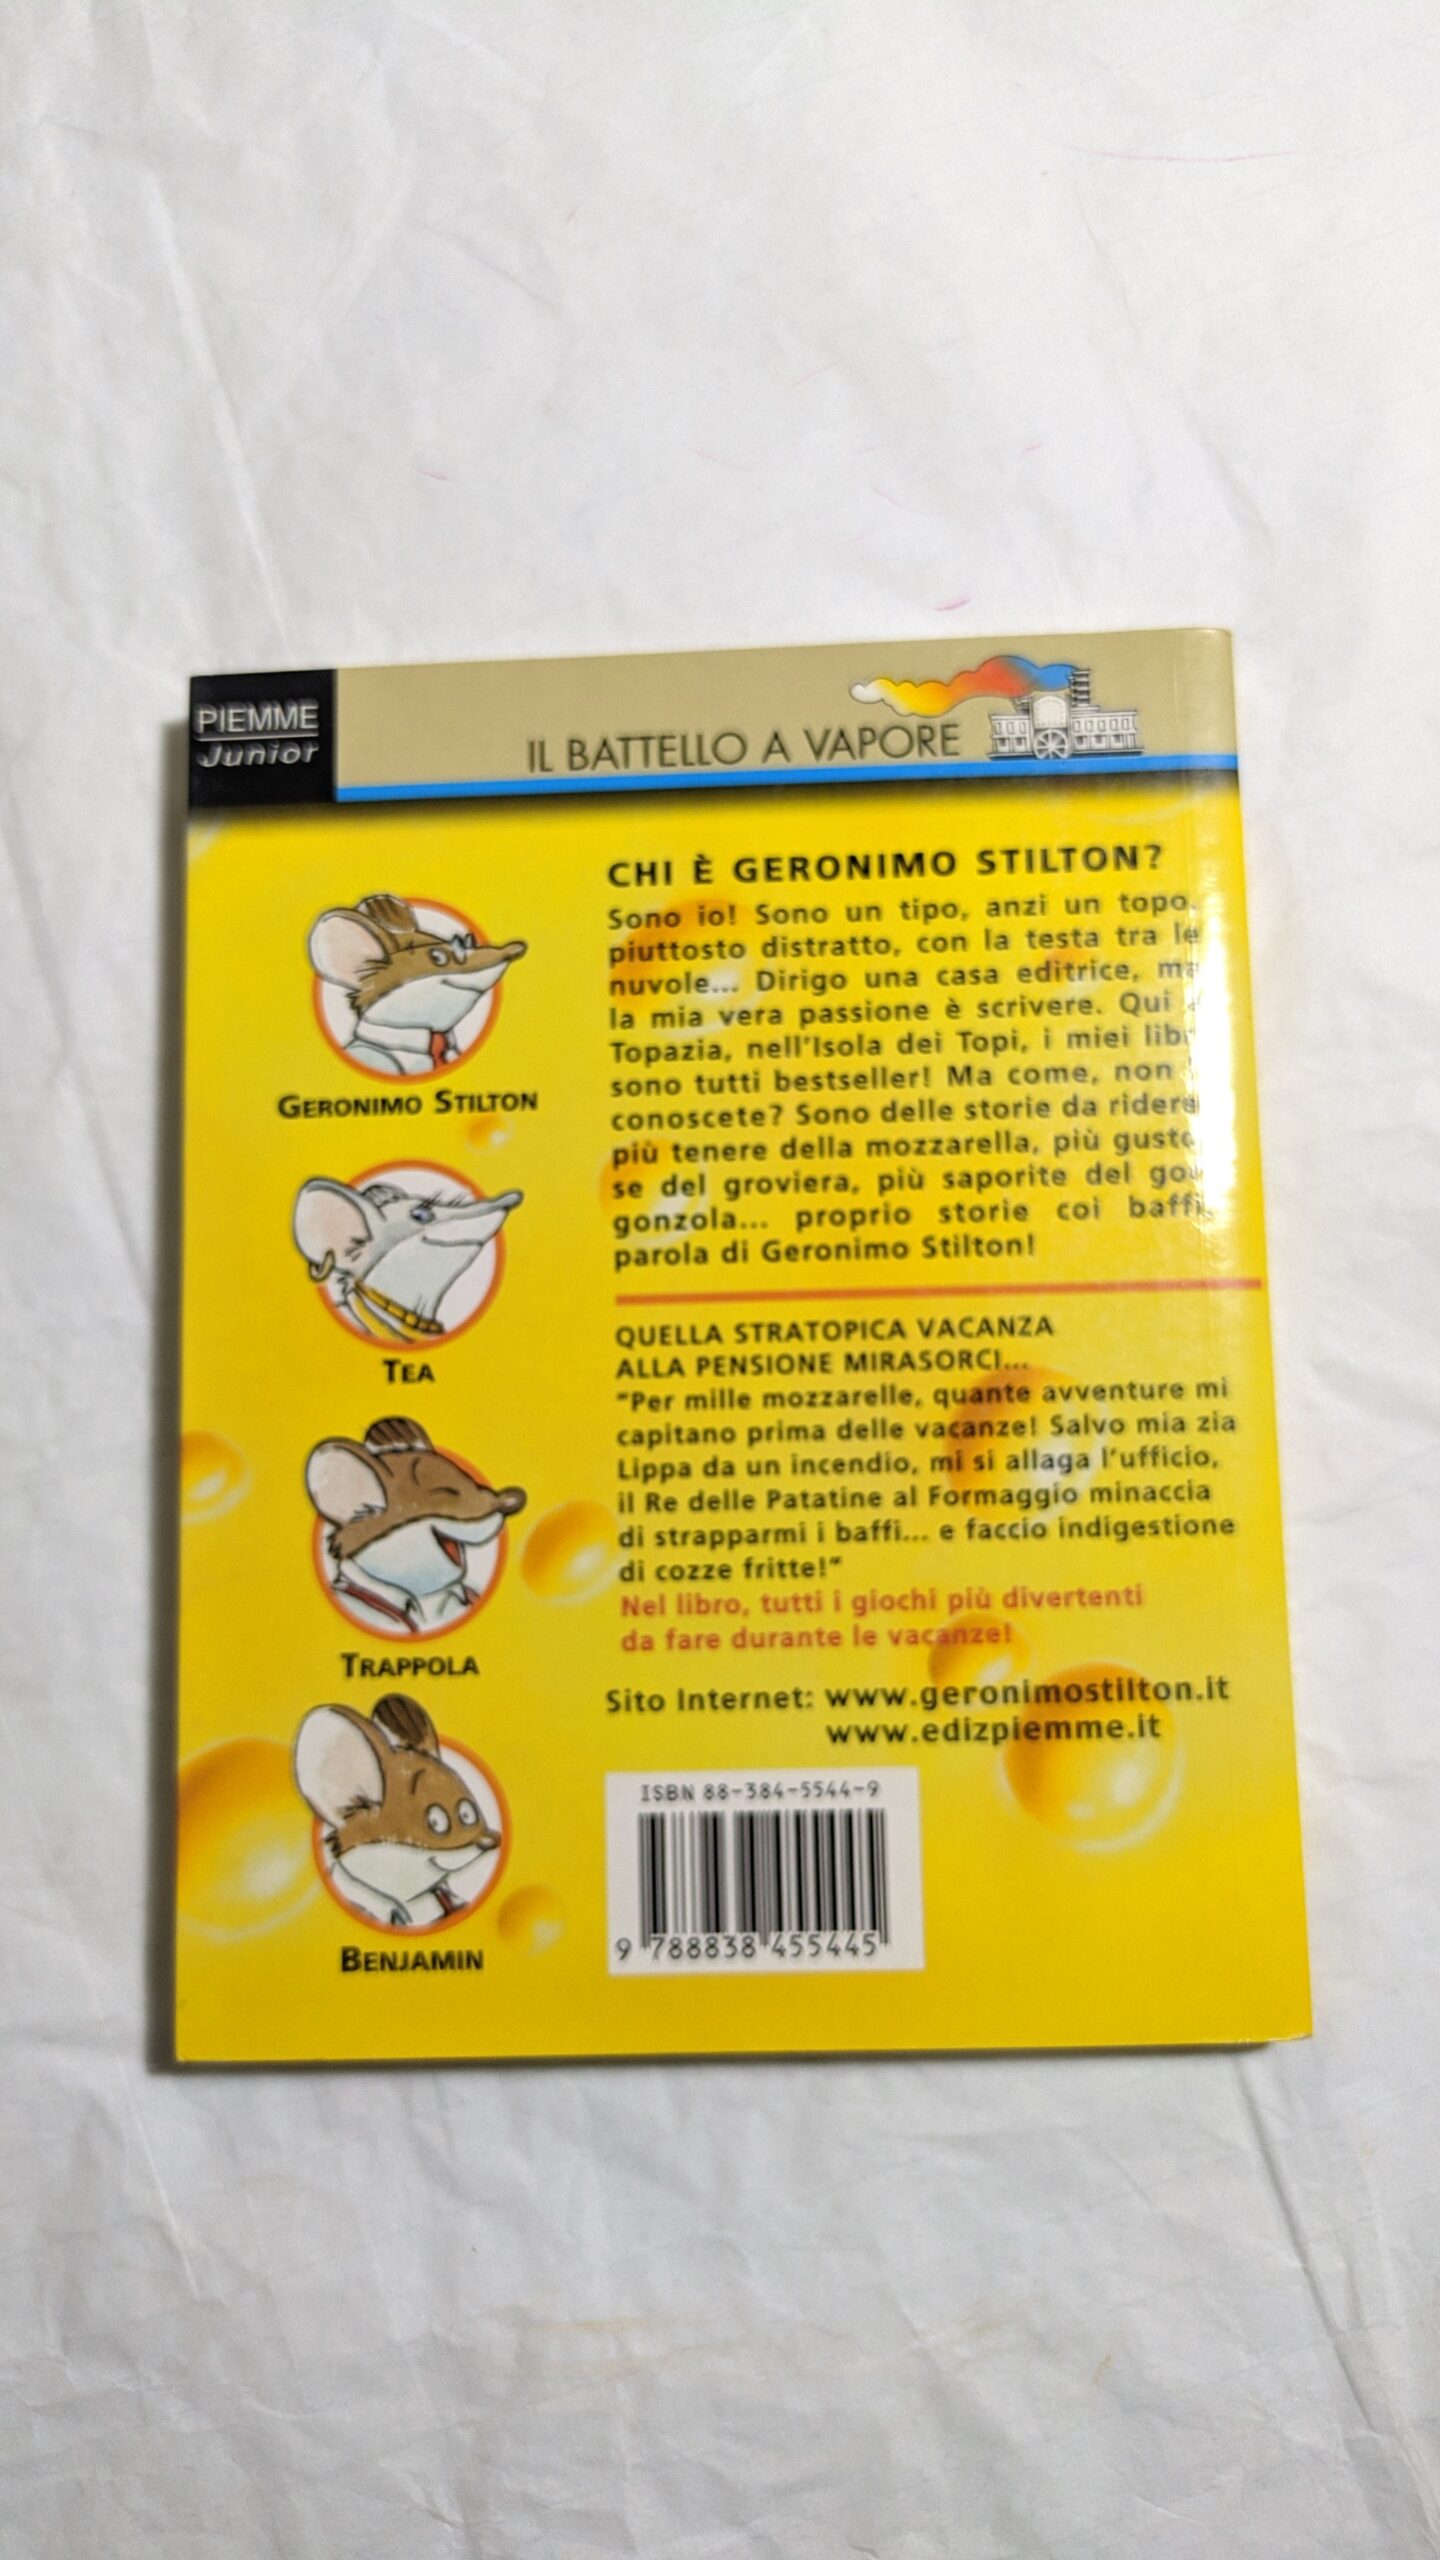 PIEMME
Junior
IL BATTELLO A VAPORE
CHI È GERONIMO STILTON?
Sono io! Sono un tipo, anzi un topo,
piuttosto distratto, con la testa tra le
nuvole... Dirigo una casa editrice, ma
la mia vera passione è scrivere. Qui a
Topazia, nell'Isola dei Topi, i miei libri
sono tutti bestseller! Ma come, non
conoscete? Sono delle storie da ridere
più tenere della mozzarella, più gusto
se del groviera, più saporite del gor
gonzola... proprio storie coi baffi,
parola di Geronimo Stilton!
QUELLA STRATOPICA VACANZA
ALLA PENSIONE MIRASORCI...
"Per mille mozzarelle, quante avventure mi
capitano prima delle vacanze! Salvo mia zia
Lippa da un incendio, mi si allaga l'ufficio,
il Re delle Patatine al Formaggio minaccia
di strapparmi i baffi... e faccio indigestione
di cozze fritte!"
Nel libro, tutti i giochi più divertenti
da fare durante le vacanze!
Sito Internet: www.geronimostilton.it
www.edizpiemme.it
ISBN 88-384-5544-9
9 788838 455445
GERONIMO STILTON
TEA
TRAPPOLA
BENJAMIN